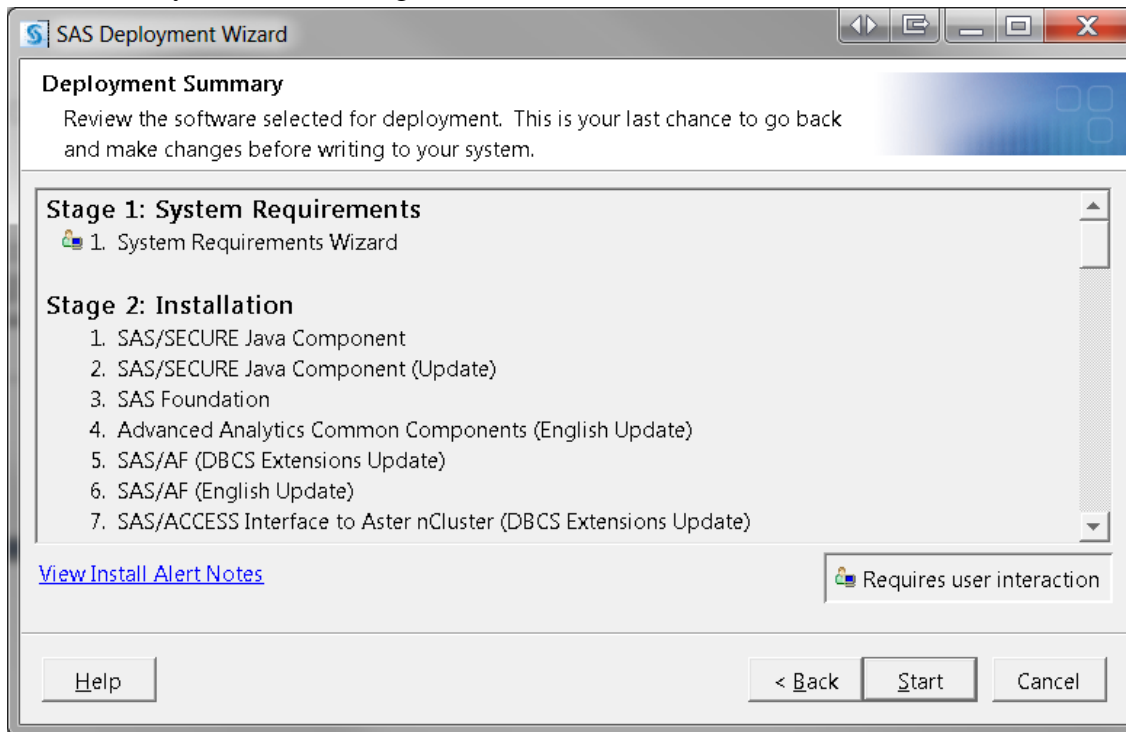 SAS Deployment Wizard
Deployment Summary
Review the software selected for deployment. This is your last chance to go back
and make changes before writing to your system.
Stage 1: System Requirements
1. System Requirements Wizard
Stage 2: Installation
1. SAS/SECURE Java Component
2. SAS/SECURE Java Component (Update)
3. SAS Foundation
4. Advanced Analytics Common Components (English Update)
5. SAS/AF (DBCS Extensions Update)
6. SAS/AF (English Update)
7. SAS/ACCESS Interface to Aster nCluster (DBCS Extensions Update)
View Install Alert Notes
Requires user interaction
Help
< Back
Start
Cancel